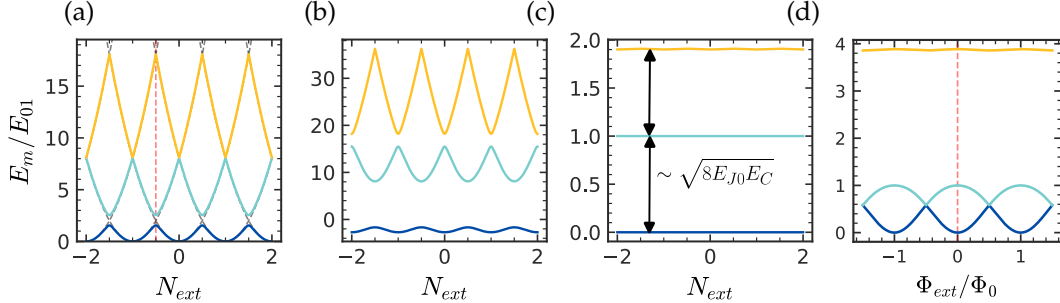 (a) (b) (c) (d)
E_m/E_{01}
15
10
5
0
−2 0 2
N_{ext}
30
20
10
0
−2 0 2
N_{ext}
2.0
1.5
1.0
0.5
0.0
∼ √8E_{J0}E_C
−2 0 2
N_{ext}
4
3
2
1
0
−1 0 1
Φ_{ext}/Φ_0